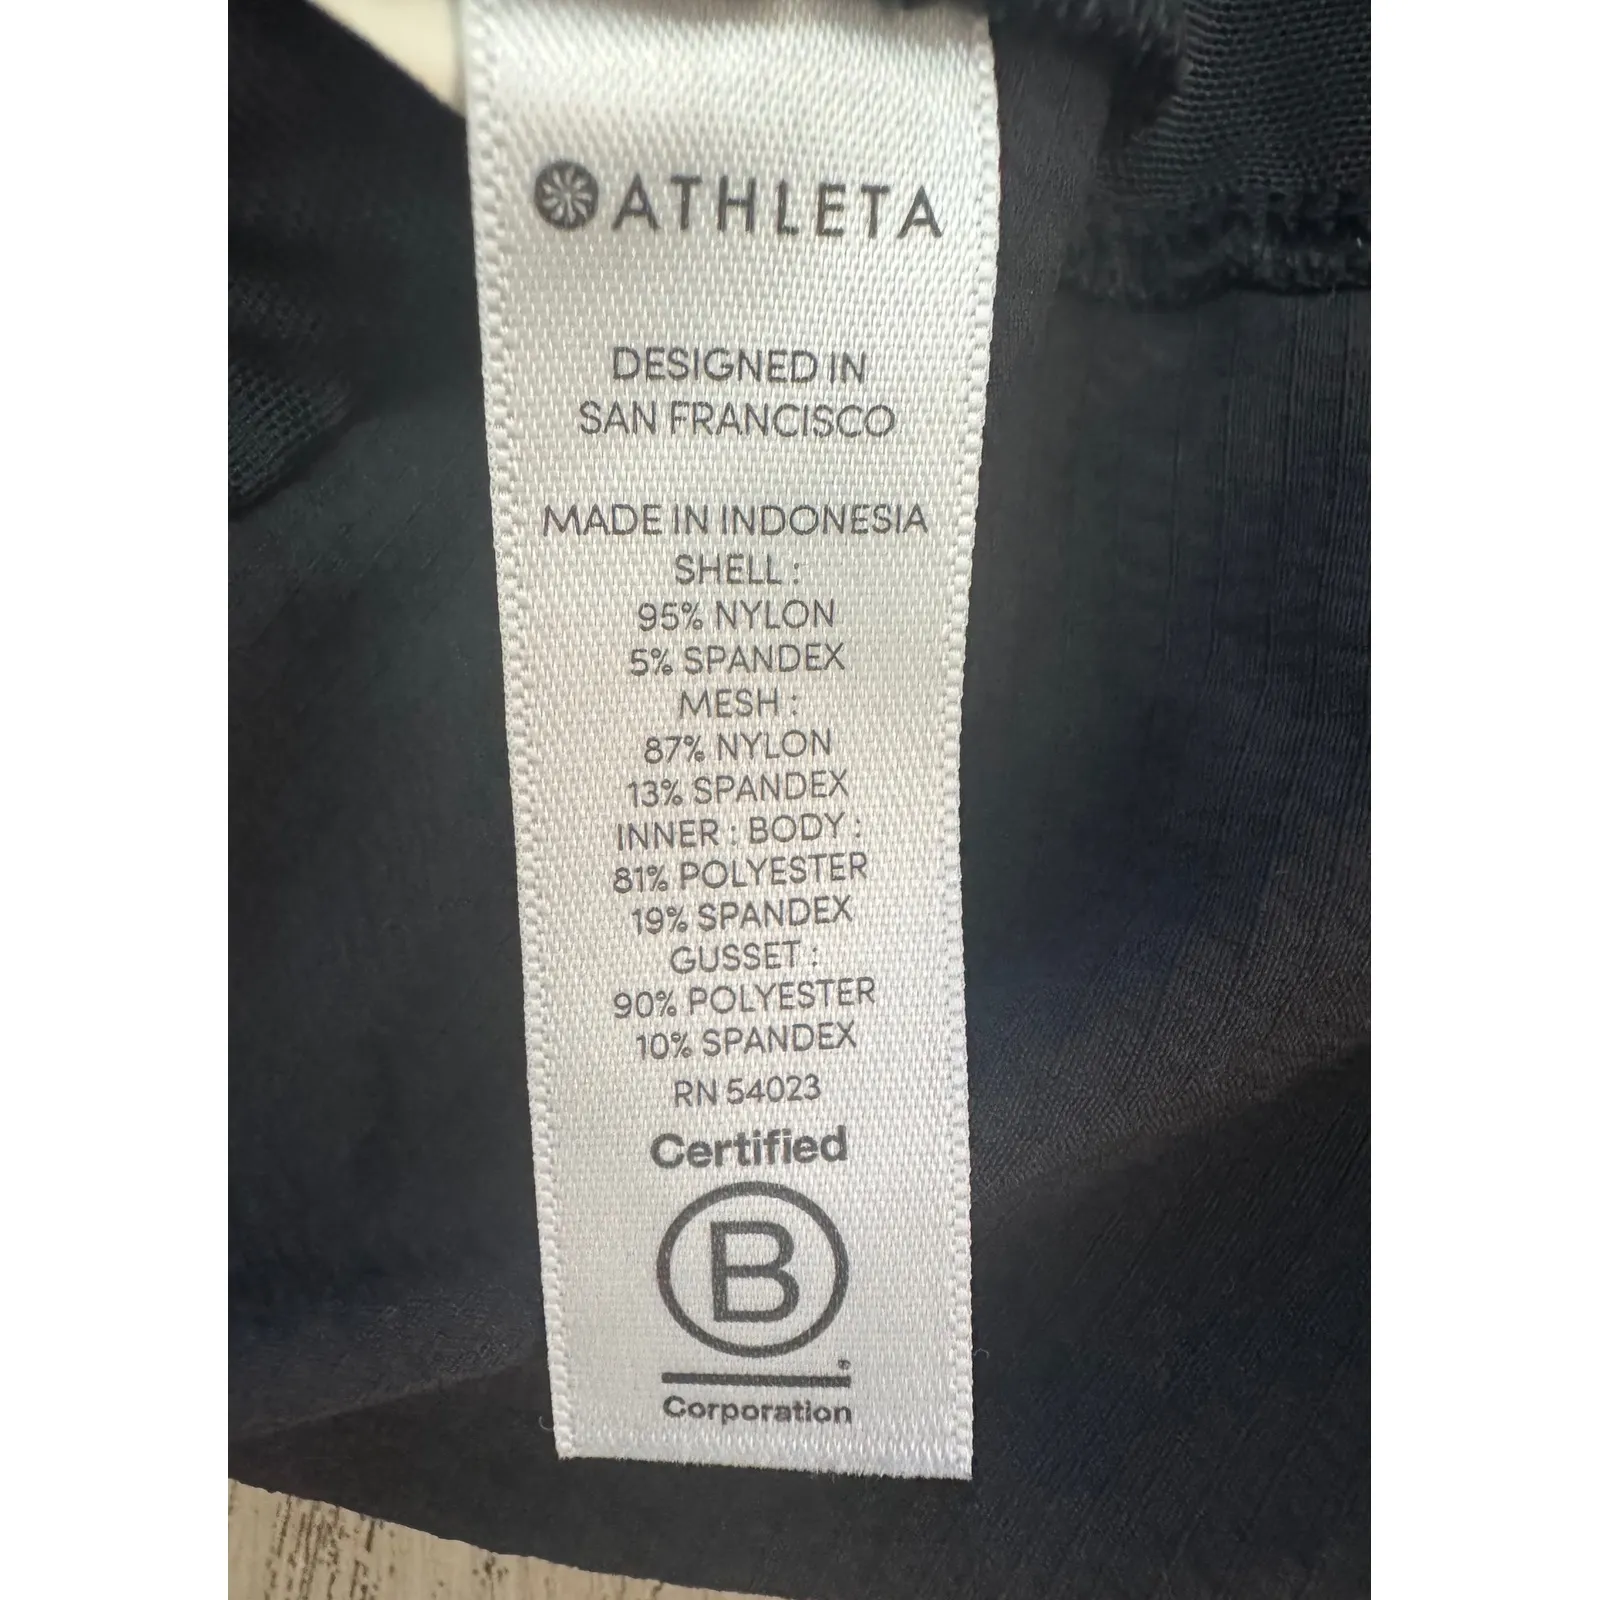 ATHLETA
DESIGNED IN
SAN FRANCISCO
MADE IN INDONESIA
SHELL :
95% NYLON
5% SPANDEX
MESH :
87% NYLON
13% SPANDEX
INNER : BODY :
81% POLYESTER
19% SPANDEX
GUSSET :
90% POLYESTER
10% SPANDEX
RN 54023
Certified
B
®
Corporation